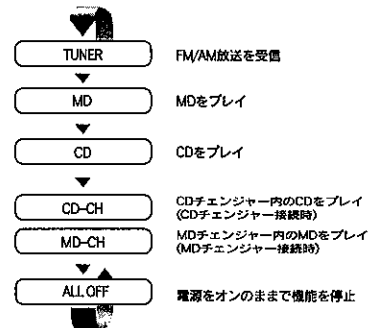 TUNER FM/AM放送を受信
MD MDをプレイ
CD CDをプレイ
CD-CH CDチェンジャー内のCDをプレイ
(CDチェンジャー接続時)
MD-CH MDチェンジャー内のMDをプレイ
(MDチェンジャー接続時)
ALL OFF 電源をオンのままで機能を停止